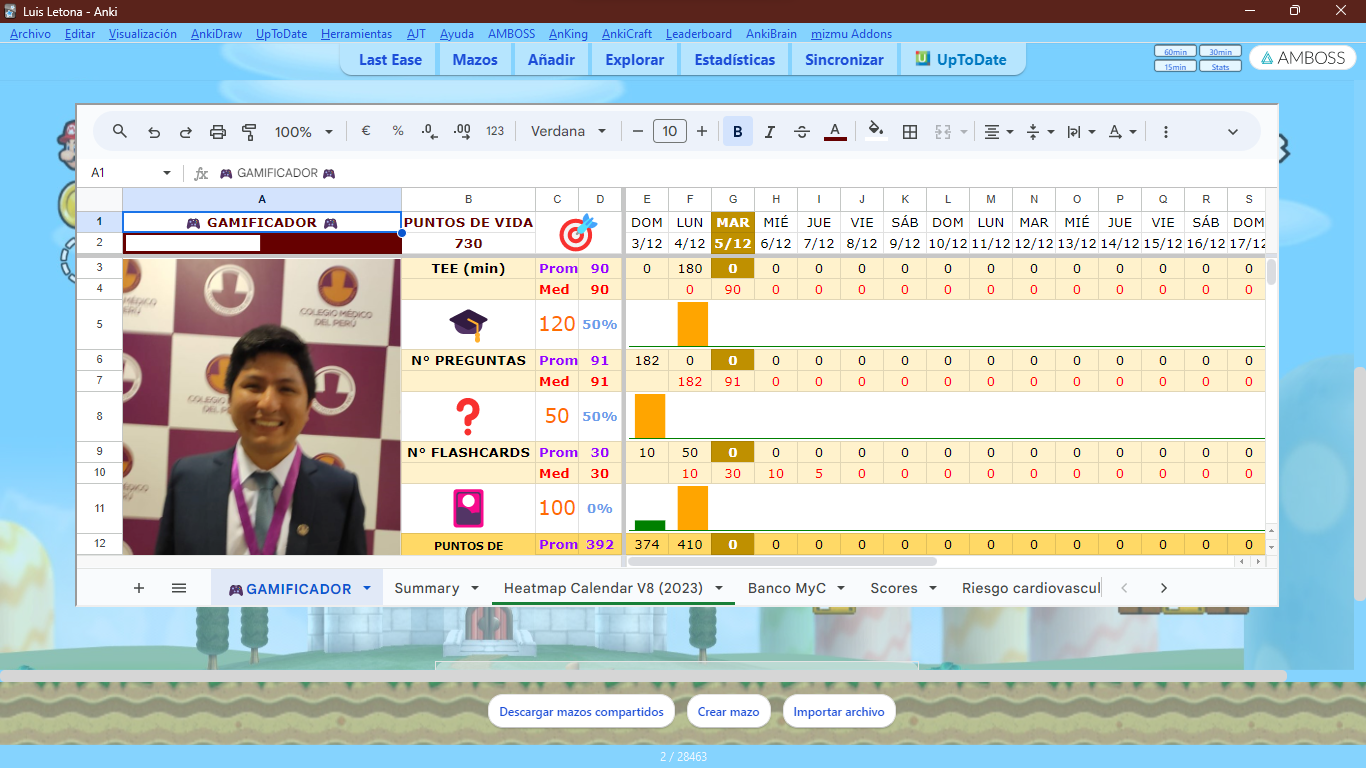 Luis Letona - Anki
Archivo Editar Visualización AnkiDraw UpToDate Herramientas AJT Ayuda AMBOSS AnKing AnkiCraft Leaderboard AnkiBrain mizmu Addons
Last Ease Mazos Añadir Explorar Estadísticas Sincronizar UpToDate
60min 30min
15min Stats
AMBOSS
100% € % .0 .00 123 Verdana 10 B I S A
A1 fx 🎮 GAMIFICADOR 🎮
A B C D E F G H I J K L M N O P Q R S
1 🎮 GAMIFICADOR 🎮 PUNTOS DE VIDA DOM LUN MAR MIÉ JUE VIE SÁB DOM LUN MAR MIÉ JUE VIE SÁB DOM
2 730 3/12 4/12 5/12 6/12 7/12 8/12 9/12 10/12 11/12 12/12 13/12 14/12 15/12 16/12 17/12
3 TEE (min) Prom 90 0 180 0 0 0 0 0 0 0 0 0 0 0 0 0
4 Med 90 0 90 0 0 0 0 0 0 0 0 0 0 0 0
5 120 50%
6 N° PREGUNTAS Prom 91 182 0 0 0 0 0 0 0 0 0 0 0 0 0 0
7 Med 91 182 91 0 0 0 0 0 0 0 0 0 0 0 0
8 ❓ 50 50%
9 N° FLASHCARDS Prom 30 10 50 0 0 0 0 0 0 0 0 0 0 0 0 0
10 Med 30 10 30 10 5 0 0 0 0 0 0 0 0 0 0
11 100 0%
12 PUNTOS DE Prom 392 374 410 0 0 0 0 0 0 0 0 0 0 0 0 0
COLEGIO MÉDICO
DEL PERÚ
🎮GAMIFICADOR Summary Heatmap Calendar V8 (2023) Banco MyC Scores Riesgo cardiovascul
Descargar mazos compartidos Crear mazo Importar archivo
2 / 28463